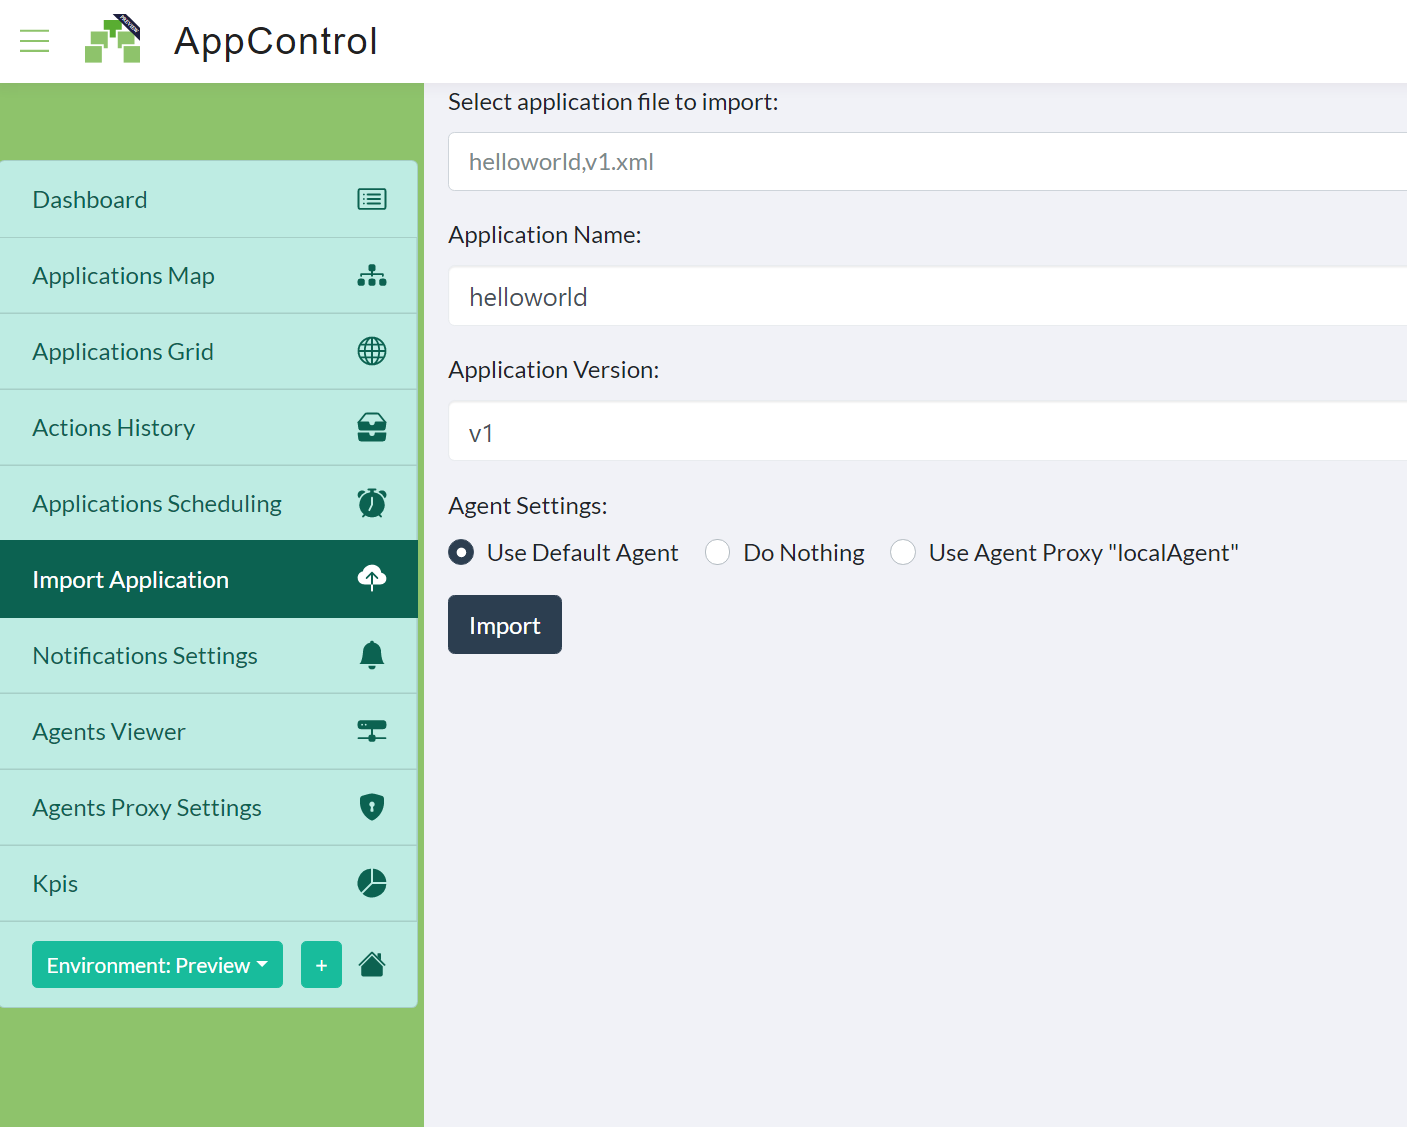 PREVIEW
AppControl
Dashboard
Applications Map
Applications Grid
Actions History
Applications Scheduling
Import Application
Notifications Settings
Agents Viewer
Agents Proxy Settings
Kpis
Environment: Preview
+
Select application file to import:
helloworld,v1.xml
Application Name:
helloworld
Application Version:
v1
Agent Settings:
Use Default Agent Do Nothing Use Agent Proxy "localAgent"
Import